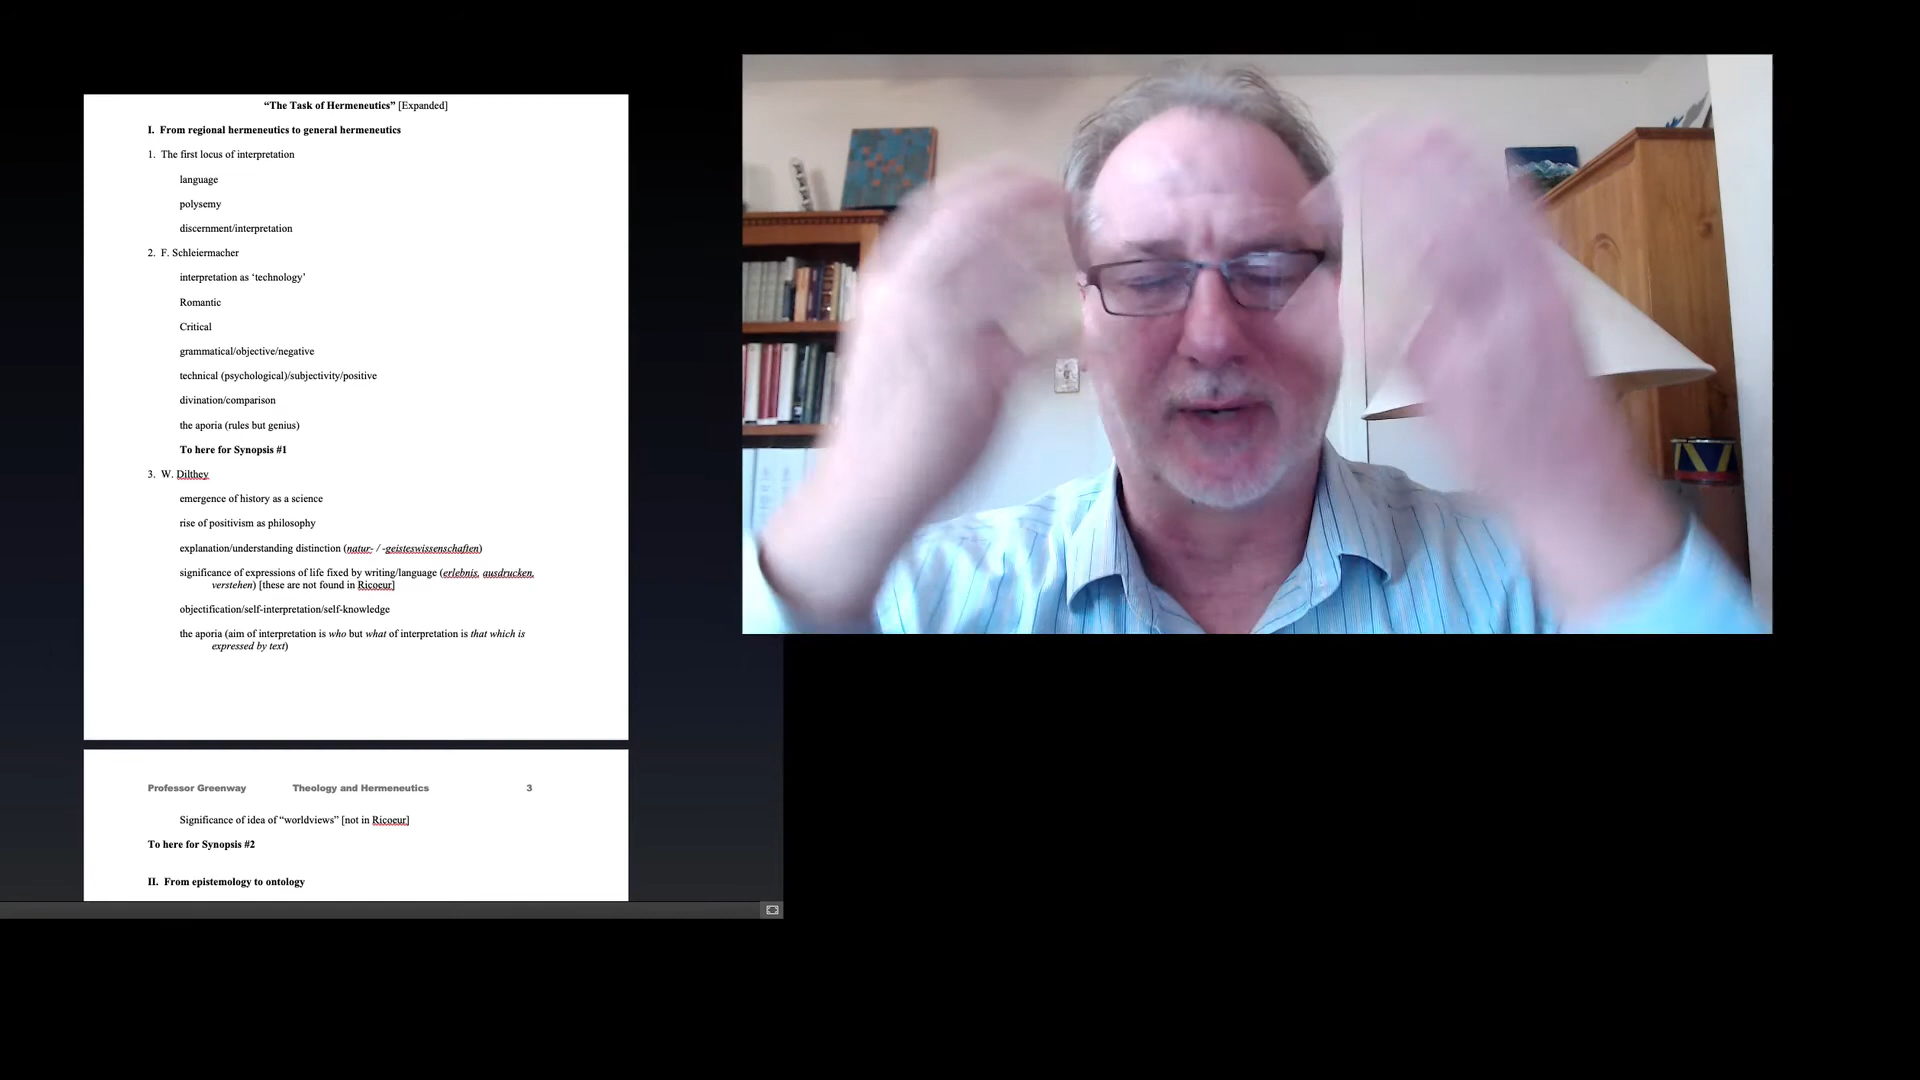 “The Task of Hermeneutics” [Expanded]
I. From regional hermeneutics to general hermeneutics
1. The first locus of interpretation
language
polysemy
discernment/interpretation
2. F. Schleiermacher
interpretation as ‘technology’
Romantic
Critical
grammatical/objective/negative
technical (psychological)/subjectivity/positive
divination/comparison
the aporia (rules but genius)
To here for Synopsis #1
3. W. Dilthey
emergence of history as a science
rise of positivism as philosophy
explanation/understanding distinction (natur- / -geisteswissenschaften)
significance of expressions of life fixed by writing/language (erlebnis, ausdrucken,
verstehen) [these are not found in Ricoeur]
objectification/self-interpretation/self-knowledge
the aporia (aim of interpretation is who but what of interpretation is that which is
expressed by text)
Professor Greenway Theology and Hermeneutics 3
Significance of idea of “worldviews” [not in Ricoeur]
To here for Synopsis #2
II. From epistemology to ontology